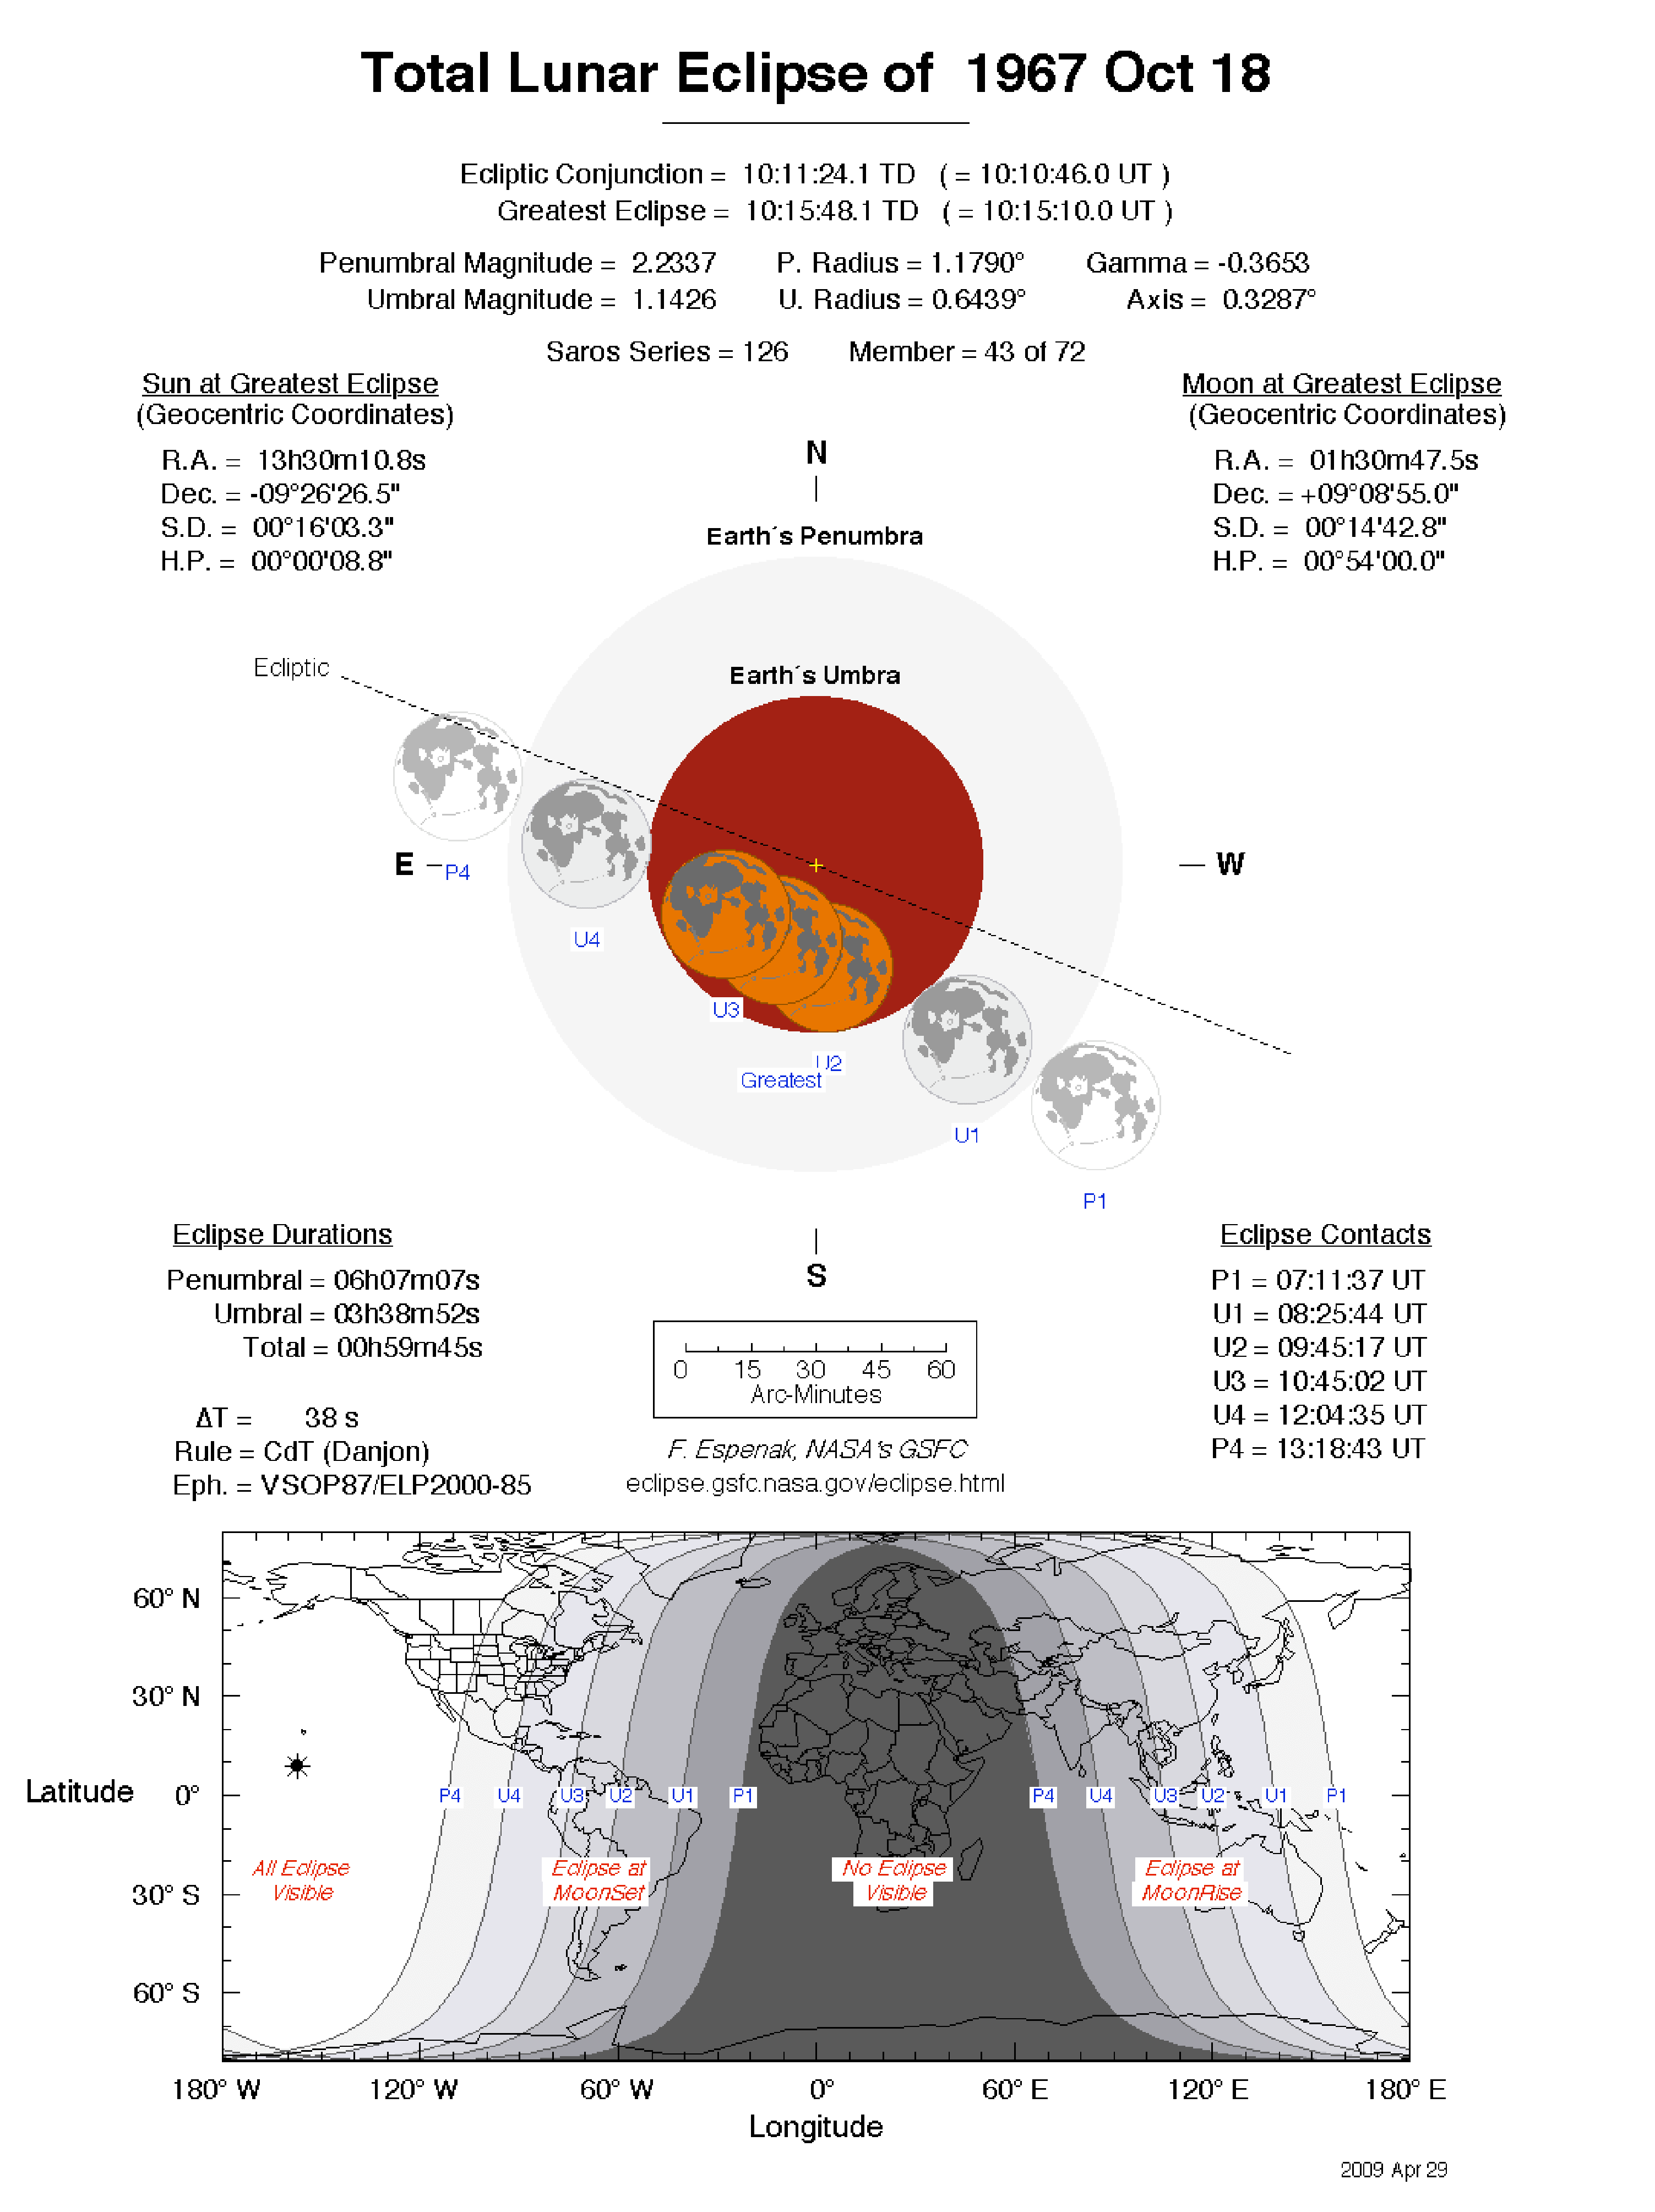 Total Lunar Eclipse of 1967 Oct 18
Ecliptic Conjunction = 10:11:24.1 TD ( = 10:10:46.0 UT )
Greatest Eclipse = 10:15:48.1 TD ( = 10:15:10.0 UT )
Penumbral Magnitude = 2.2337 P. Radius = 1.1790° Gamma = -0.3653
Umbral Magnitude = 1.1426 U. Radius = 0.6439° Axis = 0.3287°
Saros Series = 126 Member = 43 of 72
Sun at Greatest Eclipse
(Geocentric Coordinates)
R.A. = 13h30m10.8s
Dec. = -09°26'26.5"
S.D. = 00°16'03.3"
H.P. = 00°00'08.8"
Moon at Greatest Eclipse
(Geocentric Coordinates)
R.A. = 01h30m47.5s
Dec. = +09°08'55.0"
S.D. = 00°14'42.8"
H.P. = 00°54'00.0"
N
Earth´s Penumbra
Ecliptic
Earth´s Umbra
E
W
P4
U4
U3
U2
Greatest
U1
P1
S
Eclipse Durations
Penumbral = 06h07m07s
Umbral = 03h38m52s
Total = 00h59m45s
ΔT = 38 s
Rule = CdT (Danjon)
Eph. = VSOP87/ELP2000-85
0 15 30 45 60
Arc-Minutes
F. Espenak, NASA's GSFC
eclipse.gsfc.nasa.gov/eclipse.html
Eclipse Contacts
P1 = 07:11:37 UT
U1 = 08:25:44 UT
U2 = 09:45:17 UT
U3 = 10:45:02 UT
U4 = 12:04:35 UT
P4 = 13:18:43 UT
60° N
30° N
Latitude 0°
30° S
60° S
P4 U4 U3 U2 U1 P1 P4 U4 U3 U2 U1 P1
All Eclipse
Visible
Eclipse at
MoonSet
No Eclipse
Visible
Eclipse at
MoonRise
180° W 120° W 60° W 0° 60° E 120° E 180° E
Longitude
2009 Apr 29